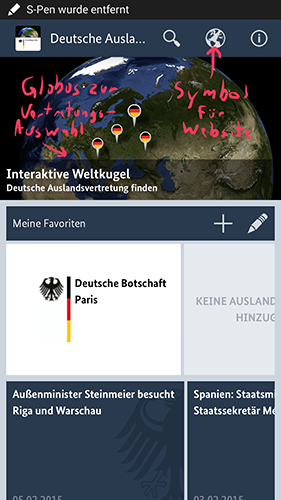 S-Pen wurde entfernt
Deutsche Ausla...
Globus zur
Vertretungs-
Auswahl
Symbol
für
Website
Interaktive Weltkugel
Deutsche Auslandsvertretung finden
Meine Favoriten
Deutsche Botschaft
Paris
KEINE AUSLAND
HINZUG
Außenminister Steinmeier besucht
Riga und Warschau
Spanien: Staatsmi
Staatssekretär Me
05.02.2015
03.02.2015